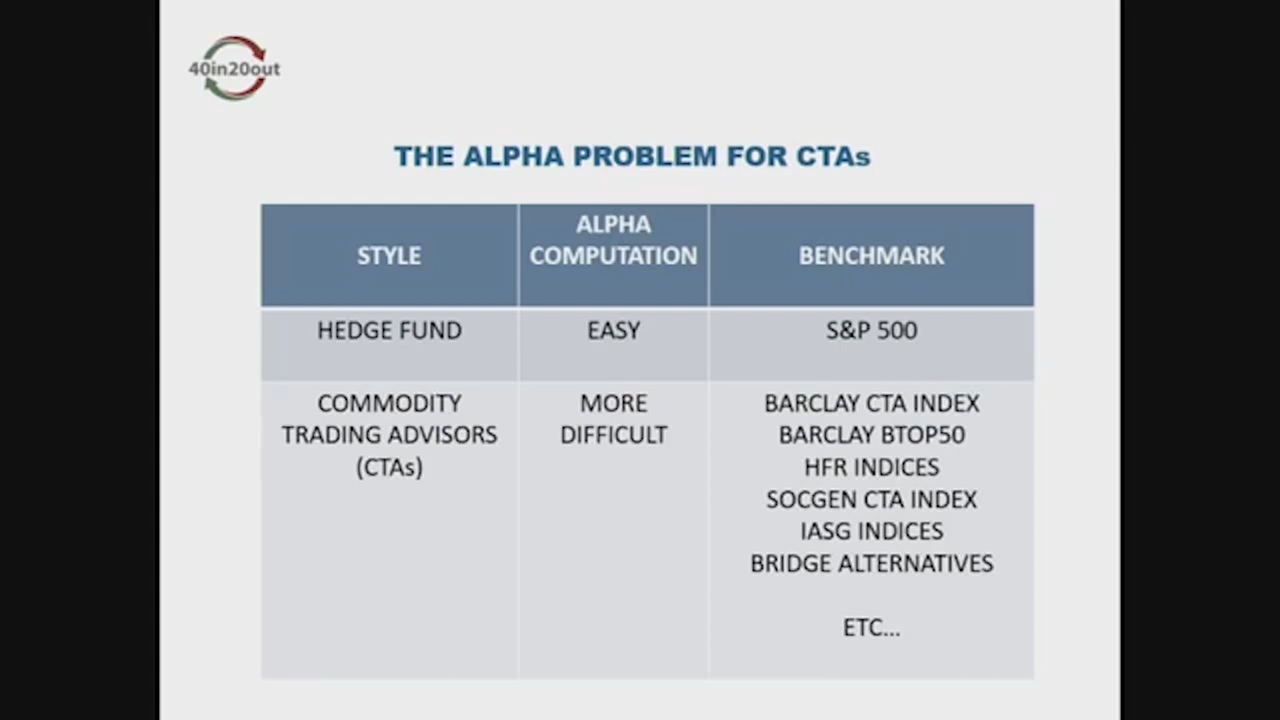 40in20out
THE ALPHA PROBLEM FOR CTAs
STYLE
ALPHA
COMPUTATION
BENCHMARK
HEDGE FUND
EASY
S&P 500
COMMODITY
TRADING ADVISORS
(CTAs)
MORE
DIFFICULT
BARCLAY CTA INDEX
BARCLAY BTOP50
HFR INDICES
SOCGEN CTA INDEX
IASG INDICES
BRIDGE ALTERNATIVES
ETC...